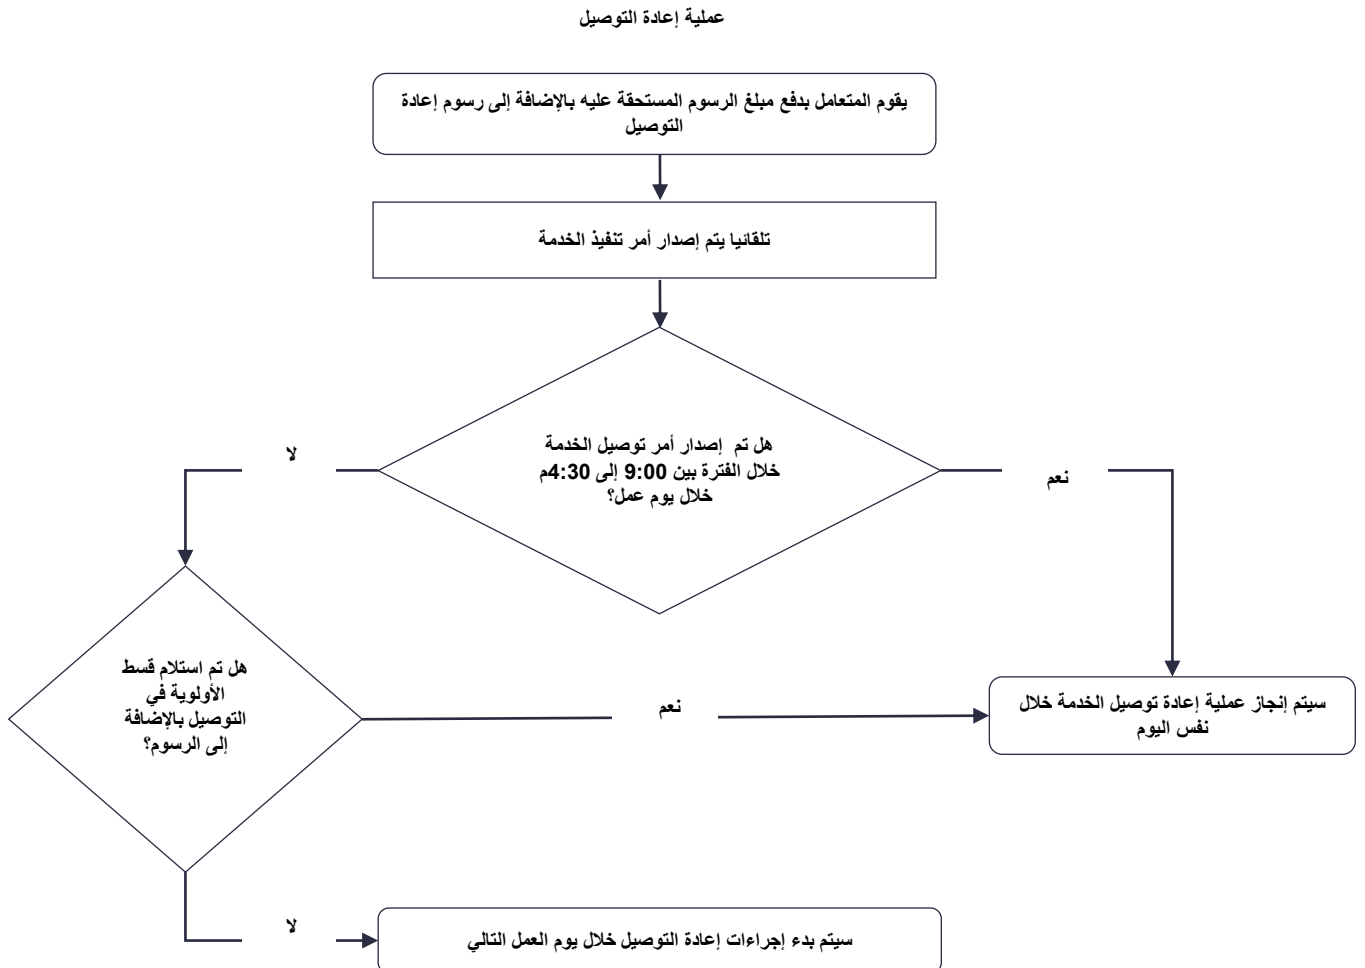 عملية إعادة التوصيل
يقوم المتعامل بدفع مبلغ الرسوم المستحقة عليه بالإضافة إلى رسوم إعادة
التوصيل
تلقائيا يتم إصدار أمر تنفيذ الخدمة
هل تم إصدار أمر توصيل الخدمة
خلال الفترة بين 9:00 إلى 4:30م
خلال يوم عمل؟
لا
نعم
هل تم استلام قسط
الأولوية في
التوصيل بالإضافة
إلى الرسوم؟
نعم
سيتم إنجاز عملية إعادة توصيل الخدمة خلال
نفس اليوم
لا
سيتم بدء إجراءات إعادة التوصيل خلال يوم العمل التالي